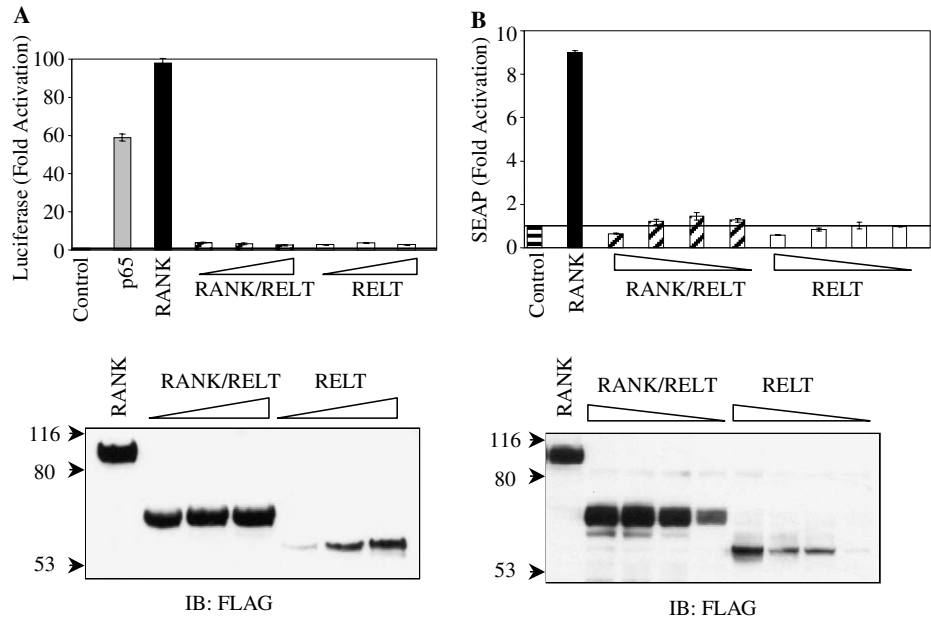 A
Luciferase (Fold Activation)
100
80
60
40
20
0
Control
p65
RANK
RANK/RELT
RELT
B
SEAP (Fold Activation)
10
8
6
4
2
0
Control
RANK
RANK/RELT
RELT
RANK
RANK/RELT
RELT
116
80
53
IB: FLAG
RANK
RANK/RELT
RELT
116
80
53
IB: FLAG